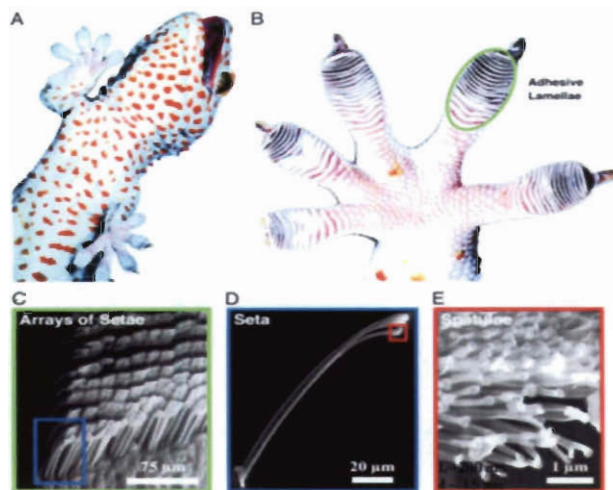 A
B
Adhesive
Lamellae
C
D
E
Arrays of Setae
Seta
Spatulae
75 µm
20 µm
1 µm